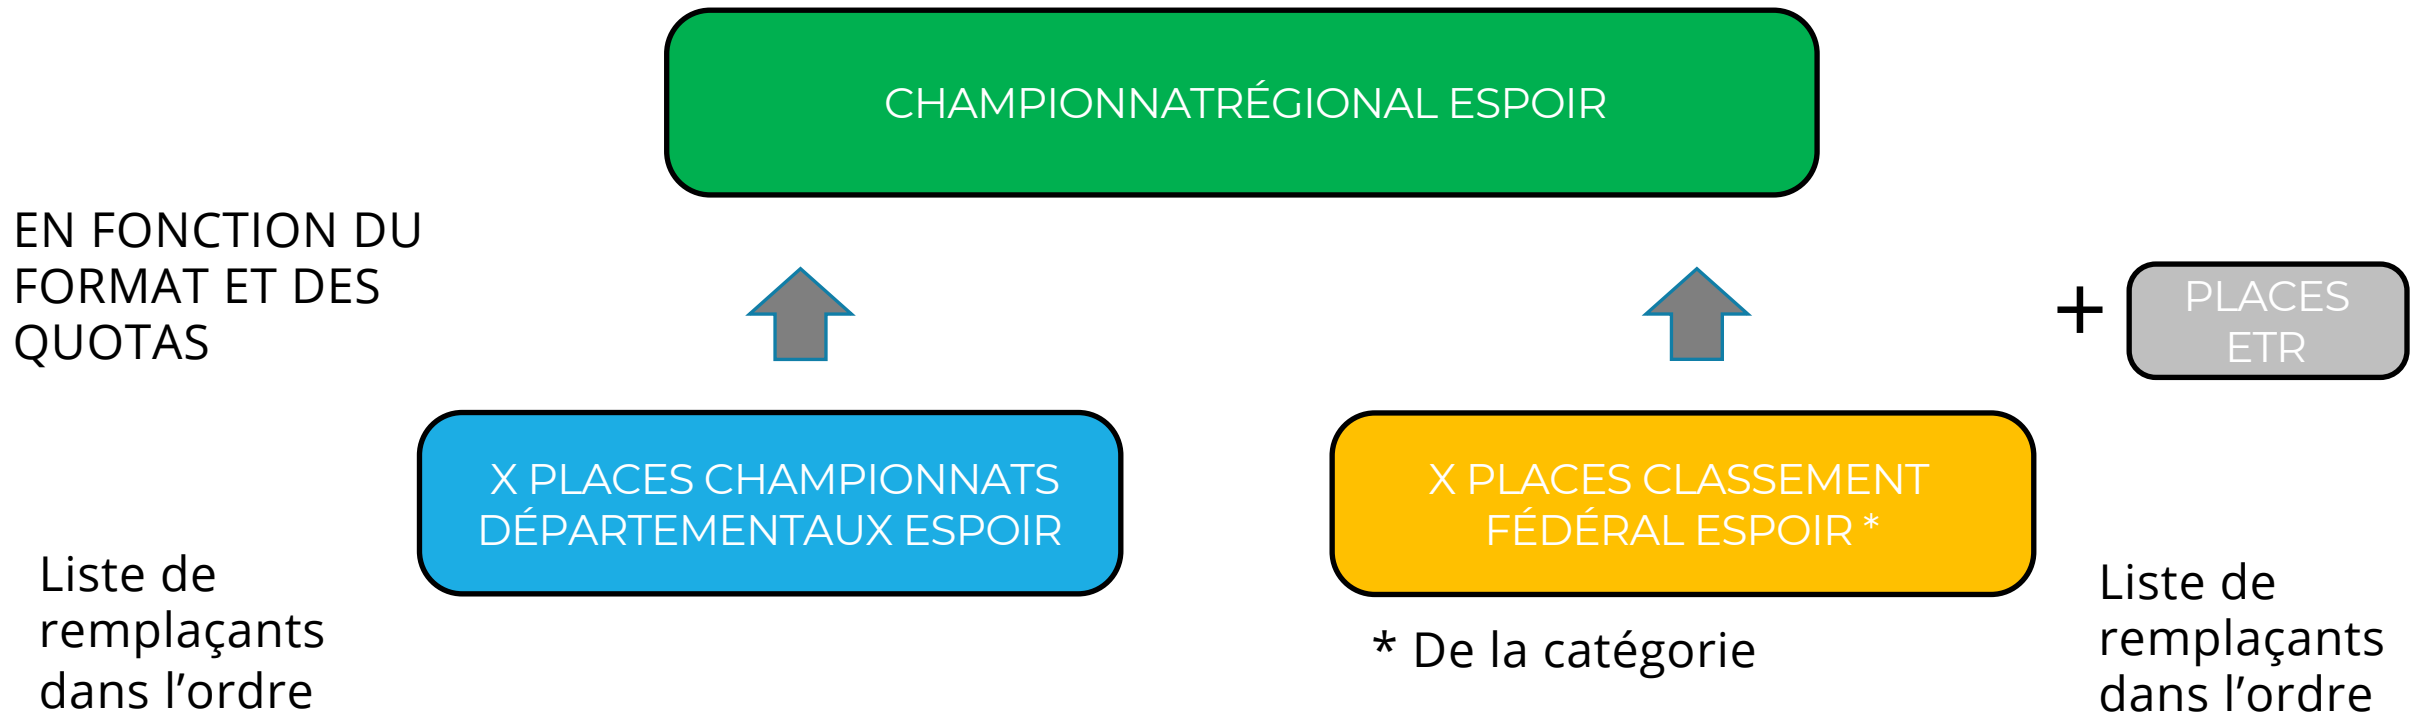 CHAMPIONNATRÉGIONAL ESPOIR
EN FONCTION DU
FORMAT ET DES
QUOTAS
+
PLACES
ETR
X PLACES CHAMPIONNATS
DÉPARTEMENTAUX ESPOIR
X PLACES CLASSEMENT
FÉDÉRAL ESPOIR *
Liste de
remplaçants
dans l’ordre
* De la catégorie
Liste de
remplaçants
dans l’ordre